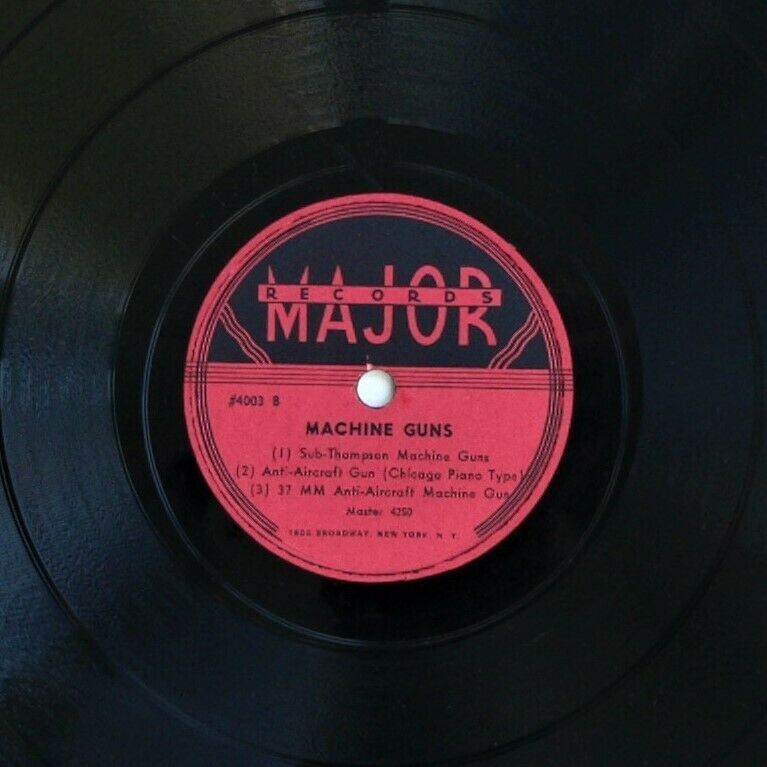 MAJOR
RECORDS
#4003 B
MACHINE GUNS
(1) Sub-Thompson Machine Guns
(2) Anti-Aircraft Gun (Chicago Piano Type)
(3) 37 MM Anti-Aircraft Machine Gun
Master 4250
1600 BROADWAY, NEW YORK, N. Y.